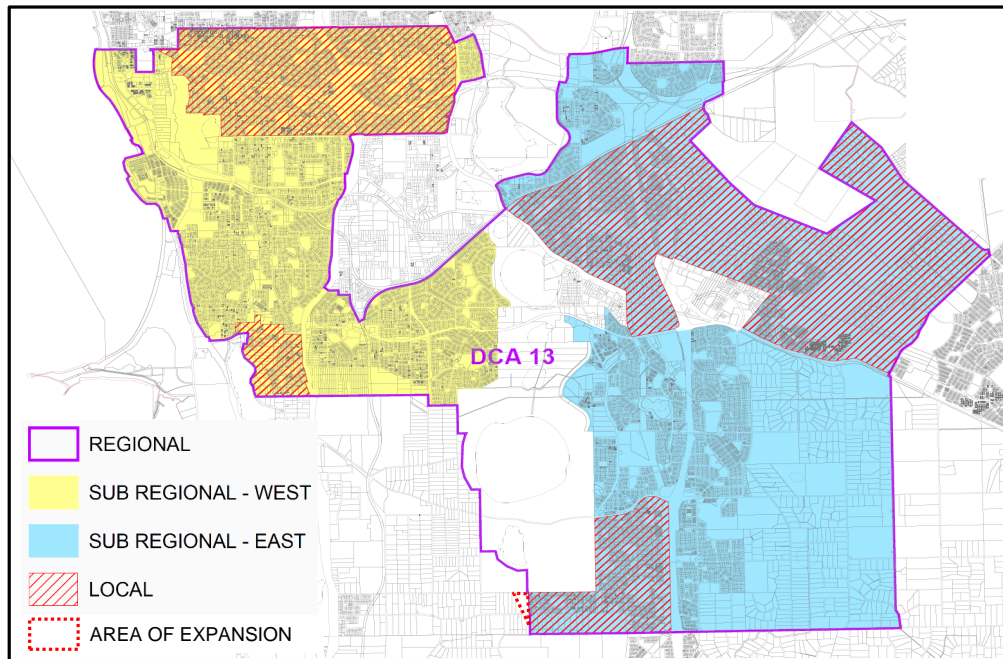 DCA 13
REGIONAL
SUB REGIONAL - WEST
SUB REGIONAL - EAST
LOCAL
AREA OF EXPANSION